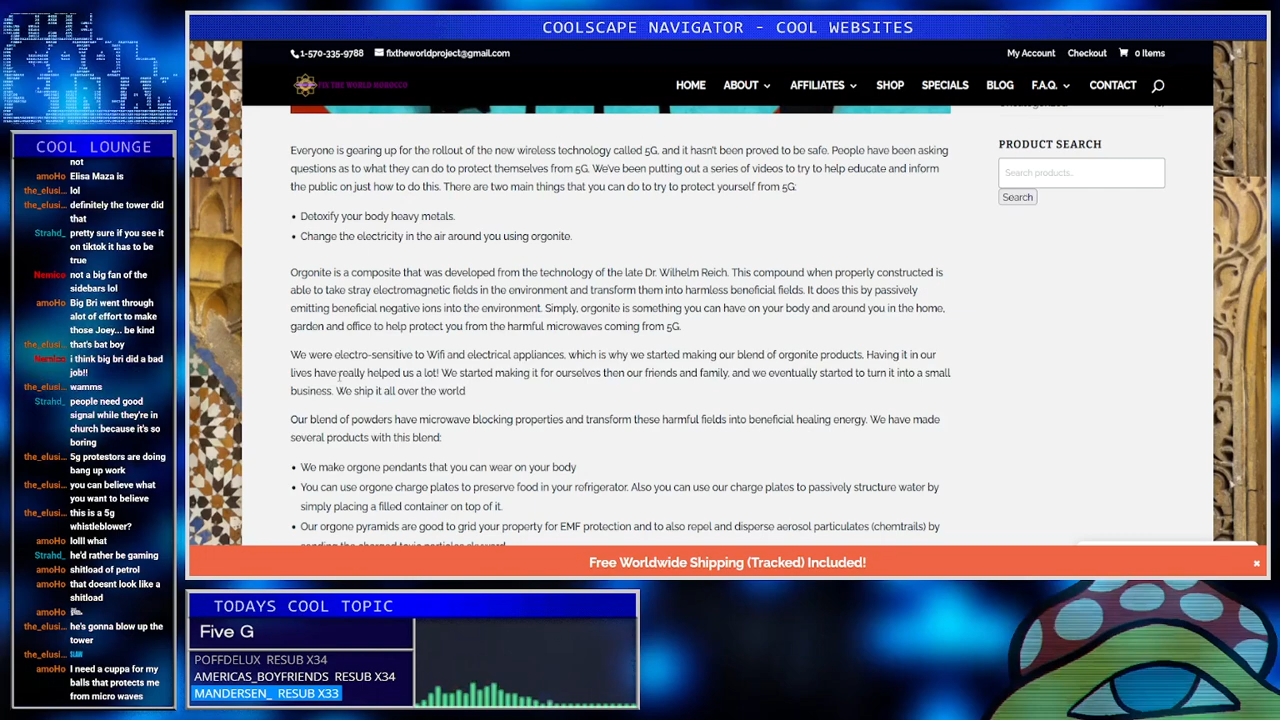 COOLSCAPE NAVIGATOR - COOL WEBSITES
1-570-335-9788 fixtheworldproject@gmail.com
My Account Checkout 0 Items
FIX THE WORLD MOROCCO
HOME ABOUT AFFILIATES SHOP SPECIALS BLOG F.A.Q. CONTACT
Everyone is gearing up for the rollout of the new wireless technology called 5G, and it hasn't been proved to be safe. People have been asking
questions as to what they can do to protect themselves from 5G. We've been putting out a series of videos to try to help educate and inform
the public on just how to do this. There are two main things that you can do to try to protect yourself from 5G.
• Detoxify your body heavy metals.
• Change the electricity in the air around you using orgonite.
Orgonite is a composite that was developed from the technology of the late Dr. Wilhelm Reich. This compound when properly constructed is
able to take stray electromagnetic fields in the environment and transform them into harmless beneficial fields. It does this by passively
emitting beneficial negative ions into the environment. Simply, orgonite is something you can have on your body and around you in the home,
garden and office to help protect you from the harmful microwaves coming from 5G.
We were electro-sensitive to Wifi and electrical appliances, which is why we started making our blend of orgonite products. Having it in our
lives have really helped us a lot! We started making it for ourselves then our friends and family, and we eventually started to turn it into a small
business. We ship it all over the world
Our blend of powders have microwave blocking properties and transform these harmful fields into beneficial healing energy. We have made
several products with this blend:
• We make orgone pendants that you can wear on your body
• You can use orgone charge plates to preserve food in your refrigerator. Also you can use our charge plates to passively structure water by
simply placing a filled container on top of it.
• Our orgone pyramids are good to grid your property for EMF protection and to also repel and disperse aerosol particulates (chemtrails) by
PRODUCT SEARCH
Search products...
Search
Free Worldwide Shipping (Tracked) Included!
×
COOL LOUNGE
not
amoHo Elisa Maza is
the_elusi... lol
the_elusi... definitely the tower did
that
Strahd_ pretty sure if you see it
on tiktok it has to be
true
Nemico not a big fan of the
sidebars lol
amoHo Big Bri went through
alot of effort to make
those Joey... be kind
the_elusi... that's bat boy
Nemico i think big bri did a bad
job!!
the_elusi... wamms
Strahd_ people need good
signal while they're in
church because it's so
boring
the_elusi... 5g protestors are doing
bang up work
the_elusi... you can believe what
you want to believe
the_elusi... this is a 5g
whistleblower?
amoHo lolll what
Strahd_ he'd rather be gaming
amoHo shitload of petrol
amoHo that doesnt look like a
shitload
amoHo
the_elusi... he's gonna blow up the
tower
the_elusi...
amoHo I need a cuppa for my
balls that protects me
from micro waves
TODAYS COOL TOPIC
Five G
POFFDELUX RESUB X34
AMERICAS_BOYFRIENDS RESUB X34
MANDERSEN_ RESUB X33